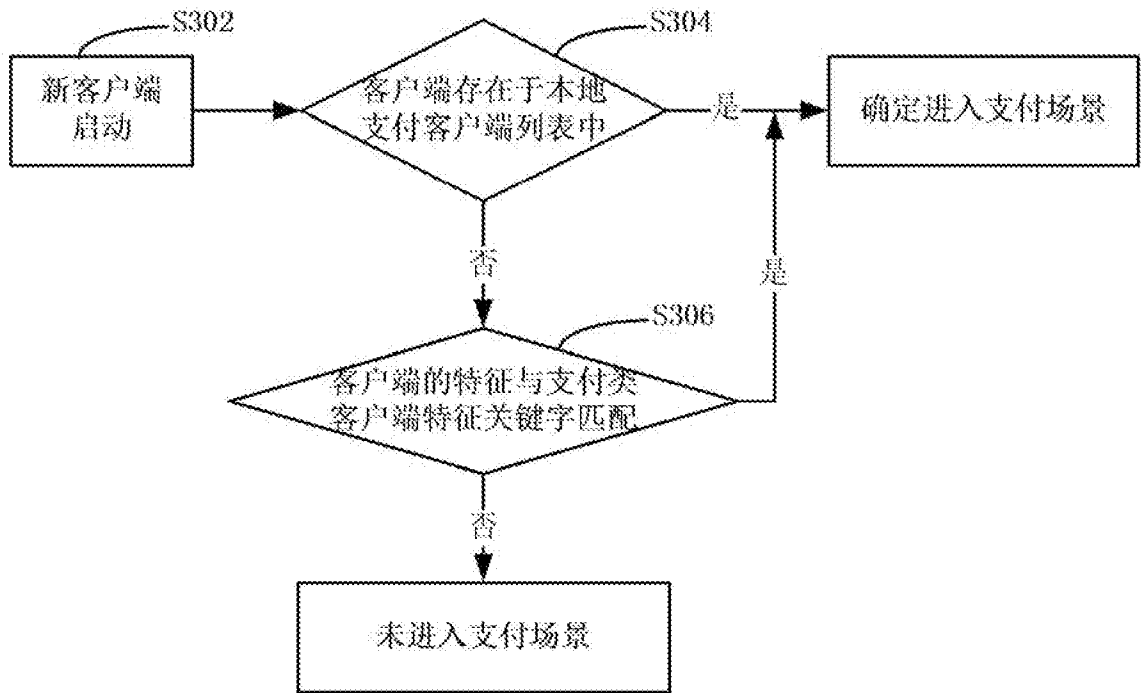 S302
S304
新客户端
启动
客户端存在于本地
支付客户端列表中
是
确定进入支付场景
否
是
S306
客户端的特征与支付类
客户端特征关键字匹配
否
未进入支付场景